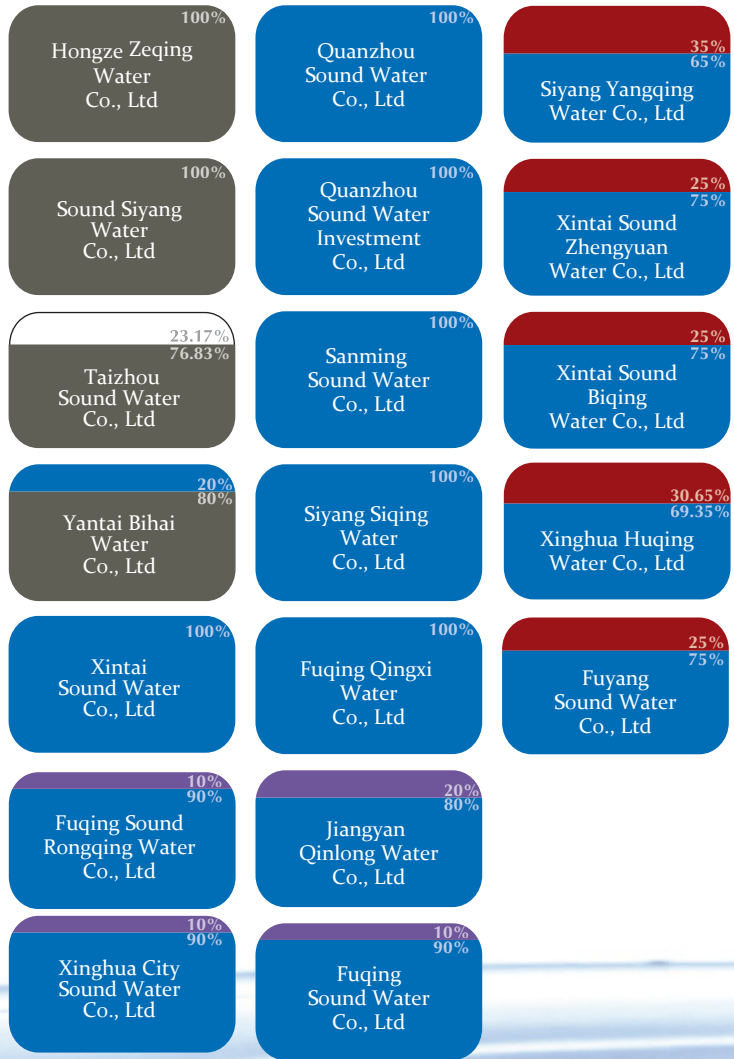 100%
Hongze Zeqing
Water
Co., Ltd
100%
Quanzhou
Sound Water
Co., Ltd
35%
65%
Siyang Yangqing
Water Co., Ltd
100%
Sound Siyang
Water
Co., Ltd
100%
Quanzhou
Sound Water
Investment
Co., Ltd
25%
75%
Xintai Sound
Zhengyuan
Water Co., Ltd
23.17%
76.83%
Taizhou
Sound Water
Co., Ltd
100%
Sanming
Sound Water
Co., Ltd
25%
75%
Xintai Sound
Biqing
Water Co., Ltd
20%
80%
Yantai Bihai
Water
Co., Ltd
100%
Siyang Siqing
Water
Co., Ltd
30.65%
69.35%
Xinghua Huqing
Water Co., Ltd
100%
Xintai
Sound Water
Co., Ltd
100%
Fuqing Qingxi
Water
Co., Ltd
25%
75%
Fuyang
Sound Water
Co., Ltd
10%
90%
Fuqing Sound
Rongqing Water
Co., Ltd
20%
80%
Jiangyan
Qinlong Water
Co., Ltd
10%
90%
Xinghua City
Sound Water
Co., Ltd
10%
90%
Fuqing
Sound Water
Co., Ltd